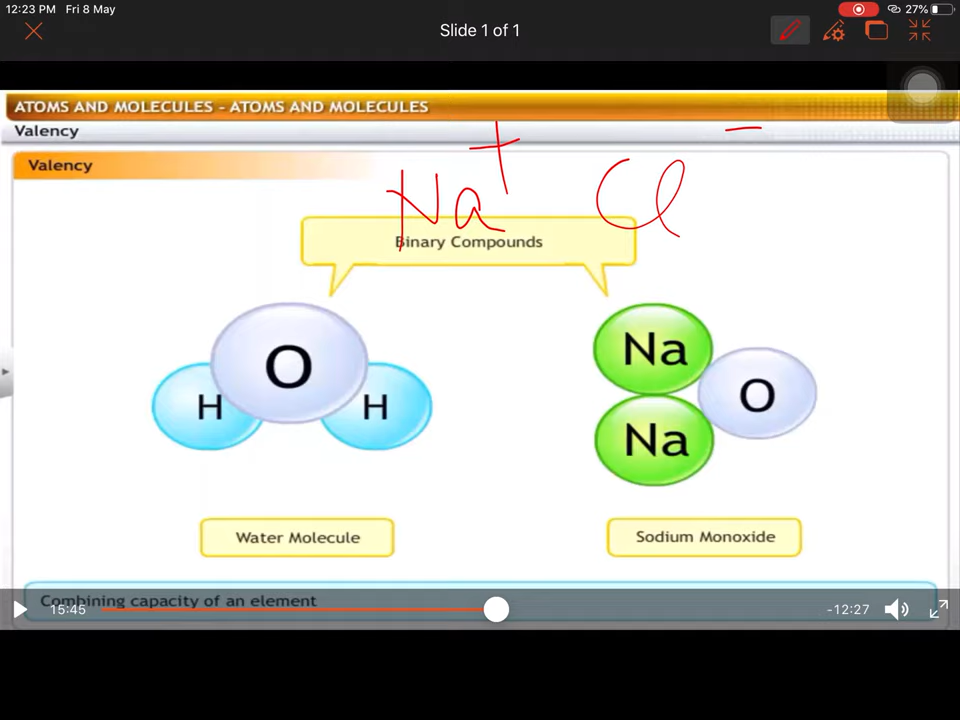 12:23 PM Fri 8 May 27%
Slide 1 of 1
ATOMS AND MOLECULES - ATOMS AND MOLECULES
Valency
Valency
Na+ Cl−
Binary Compounds
O
H H
Na
O
Na
Water Molecule
Sodium Monoxide
Combining capacity of an element
15:45 -12:27